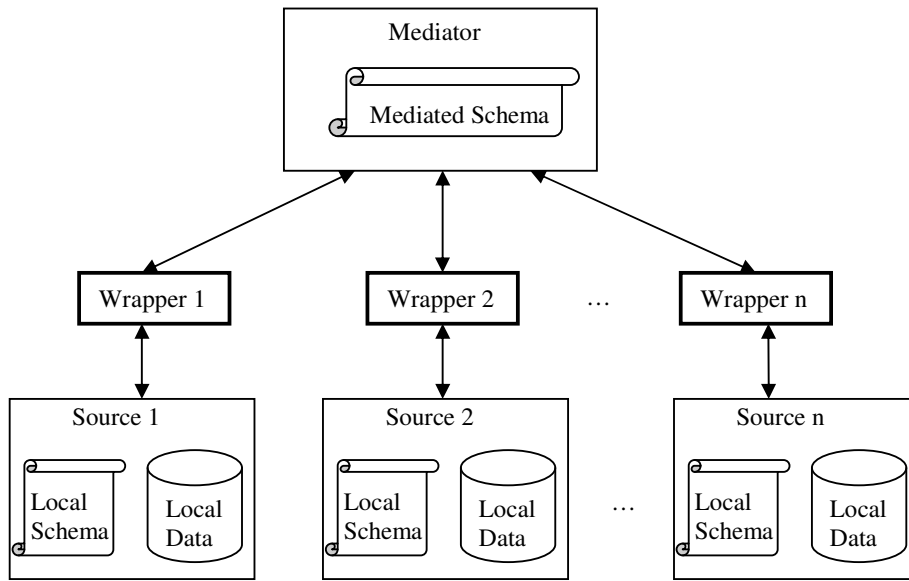 Mediator
Mediated Schema
Wrapper 1
Wrapper 2
...
Wrapper n
Source 1
Source 2
Source n
Local
Schema
Local
Data
Local
Schema
Local
Data
...
Local
Schema
Local
Data